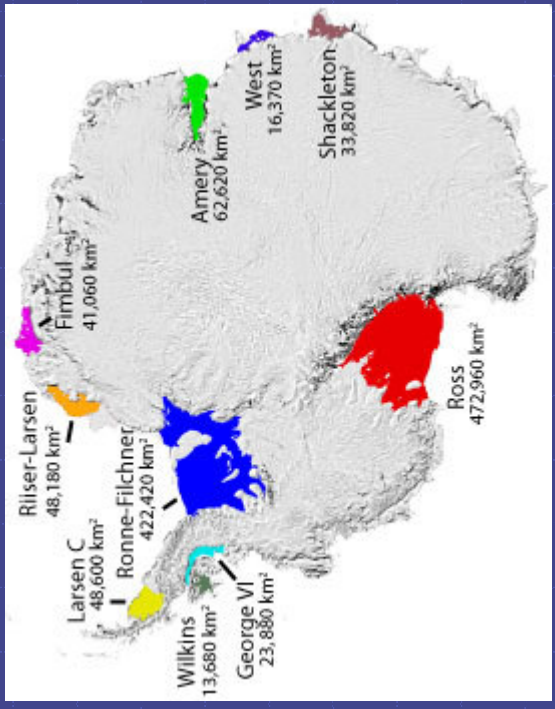 Larsen C
48,600 km²
Riiser-Larsen
48,180 km²
Fimbul
41,060 km²
Amery
62,620 km²
West
16,370 km²
Shackleton
33,820 km²
Ronne-Filchner
422,420 km²
Wilkins
13,680 km²
George VI
23,880 km²
Ross
472,960 km²